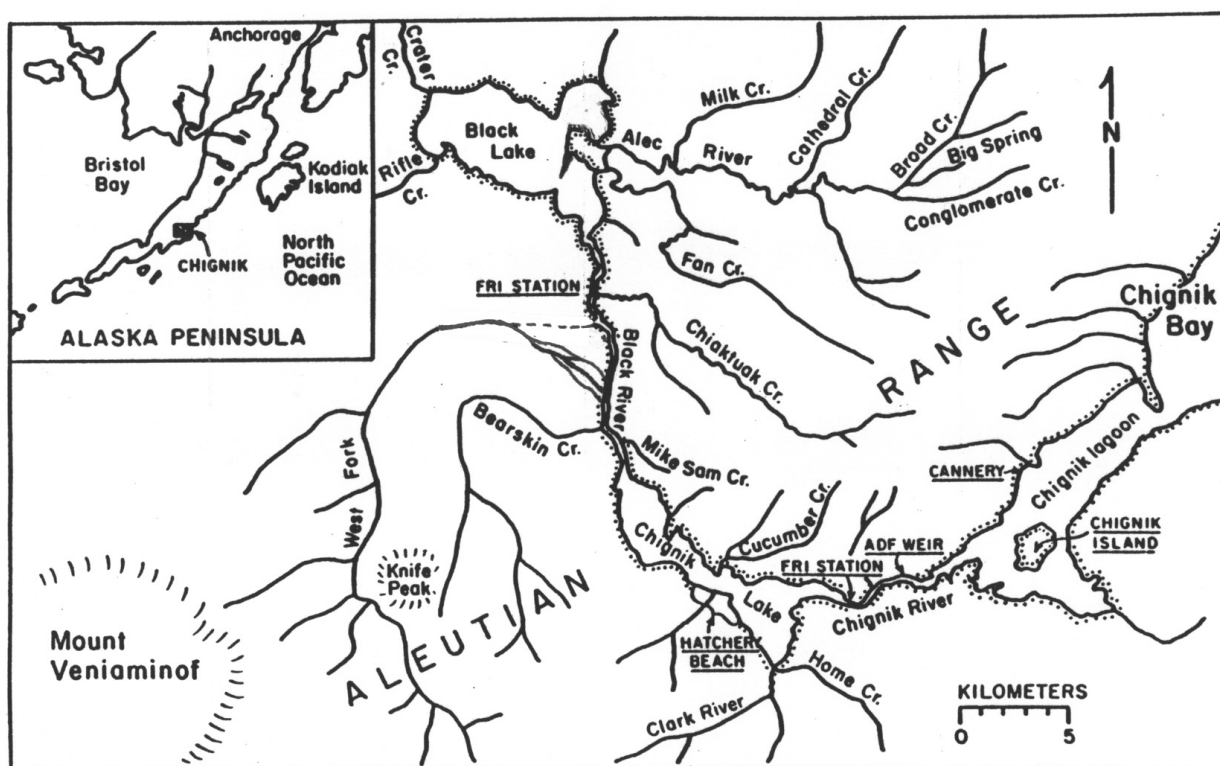 Anchorage
Bristol
Bay
Kodiak
Island
CHIGNIK
North
Pacific
Ocean
ALASKA PENINSULA
Crater
Cr.
Rifle
Cr.
Black
Lake
Alec
River
Milk Cr.
Cathedral Cr.
Broad Cr.
Big Spring
Conglomerate Cr.
N
Fan Cr.
FRI STATION
Chiaktuak Cr.
Black River
RANGE
Chignik
Bay
West Fork
Bearskin Cr.
Mike Sam Cr.
Cucumber Cr.
CANNERY
Chignik lagoon
CHIGNIK
ISLAND
ADF WEIR
FRI STATION
Chignik
Lake
Chignik River
Knife
Peak
Mount
Veniaminof
ALEUTIAN
HATCHERY
BEACH
Home Cr.
Clark River
KILOMETERS
0 5